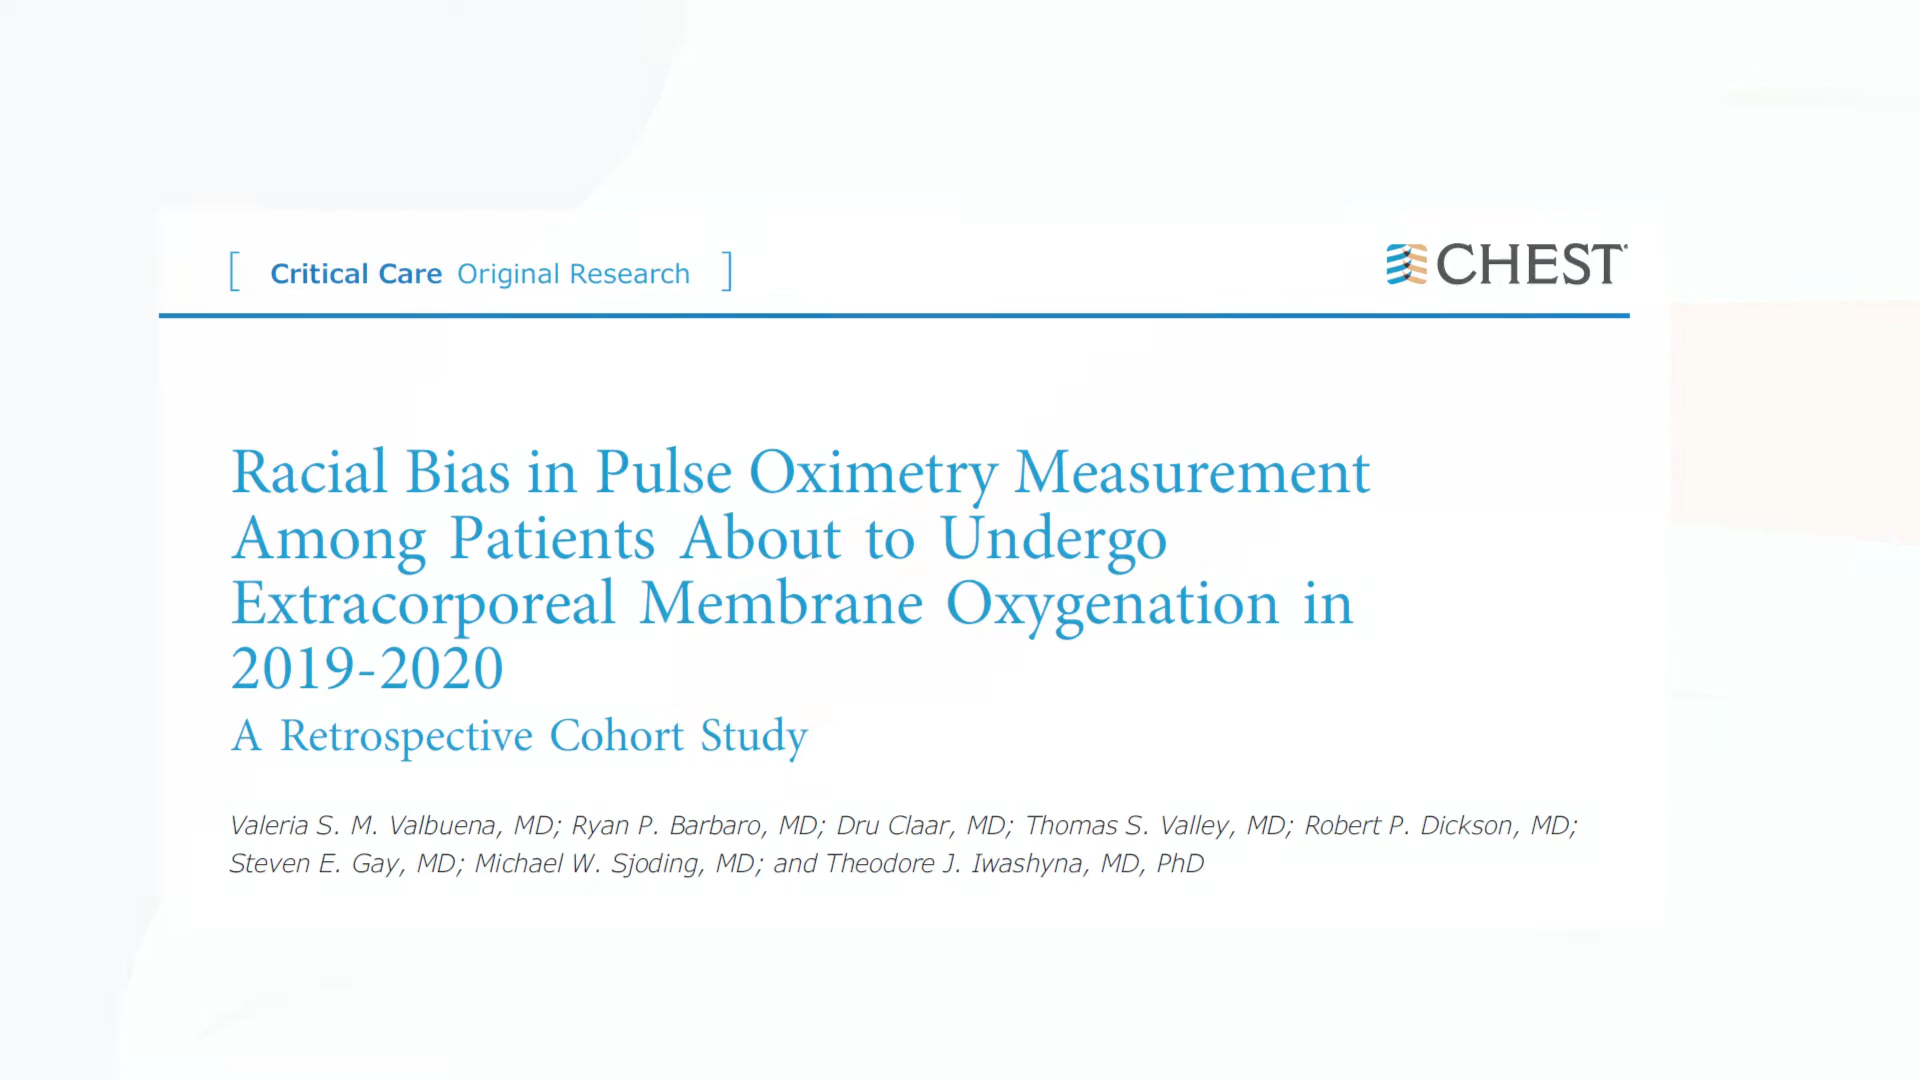 [ Critical Care Original Research ]
CHEST
Racial Bias in Pulse Oximetry Measurement
Among Patients About to Undergo
Extracorporeal Membrane Oxygenation in
2019-2020
A Retrospective Cohort Study
Valeria S. M. Valbuena, MD; Ryan P. Barbaro, MD; Dru Claar, MD; Thomas S. Valley, MD; Robert P. Dickson, MD;
Steven E. Gay, MD; Michael W. Sjoding, MD; and Theodore J. Iwashyna, MD, PhD